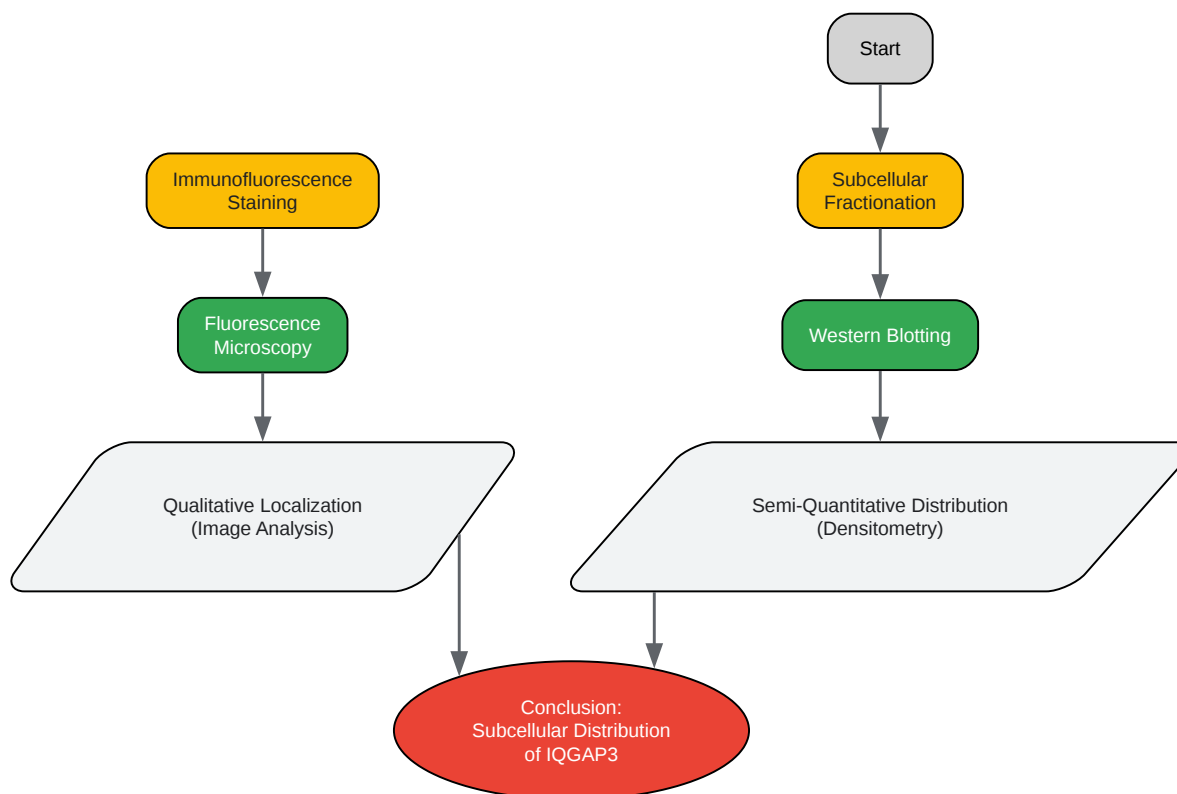 Start
Immunofluorescence
Staining
Subcellular
Fractionation
Fluorescence
Microscopy
Western Blotting
Qualitative Localization
(Image Analysis)
Semi-Quantitative Distribution
(Densitometry)
Conclusion:
Subcellular Distribution
of IQGAP3